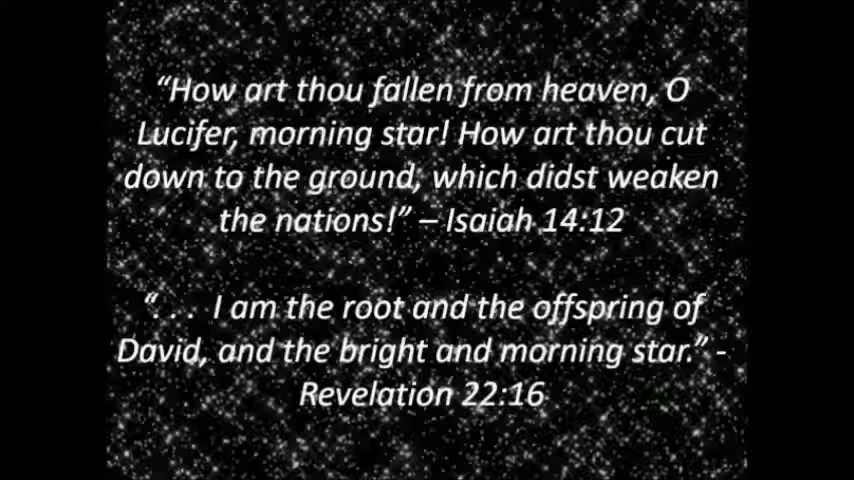 “How art thou fallen from heaven, O
Lucifer, morning star! How art thou cut
down to the ground, which didst weaken
the nations!” – Isaiah 14:12
“. . . I am the root and the offspring of
David, and the bright and morning star.” -
Revelation 22:16